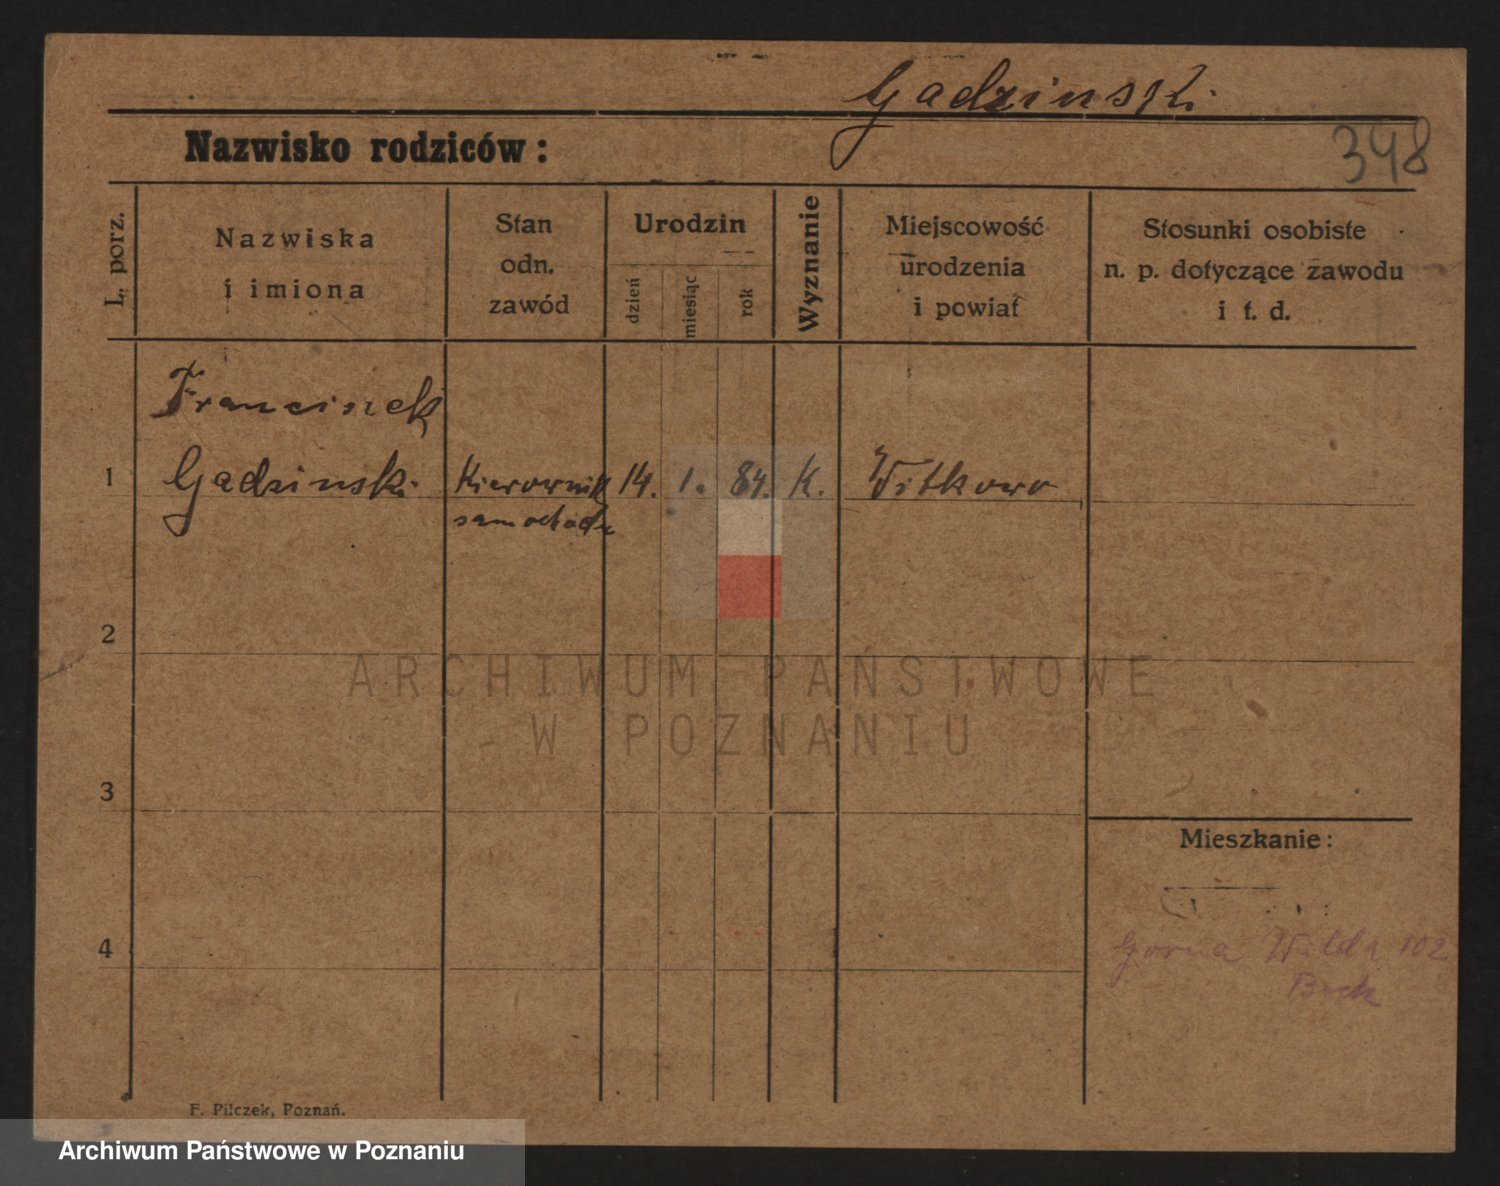 Gadzinski
348
Nazwisko rodziców:
L. porz.
Nazwiska
i imiona
Stan
odn.
zawód
Urodzin
dzień
miesiąc
rok
Wyznanie
Miejscowość
urodzenia
i powiat
Stosunki osobiste
n. p. dotyczące zawodu
i t. d.
Franciszek
1 Gadzinski Kierownik 14. 1. 84. K. Witkowo
samochodu
2
ARCHIWUM PAŃSTWOWE
W POZNANIU
3
Mieszkanie:
4
Górna Wilda 102
F. Pilczek, Poznań.
Archiwum Państwowe w Poznaniu